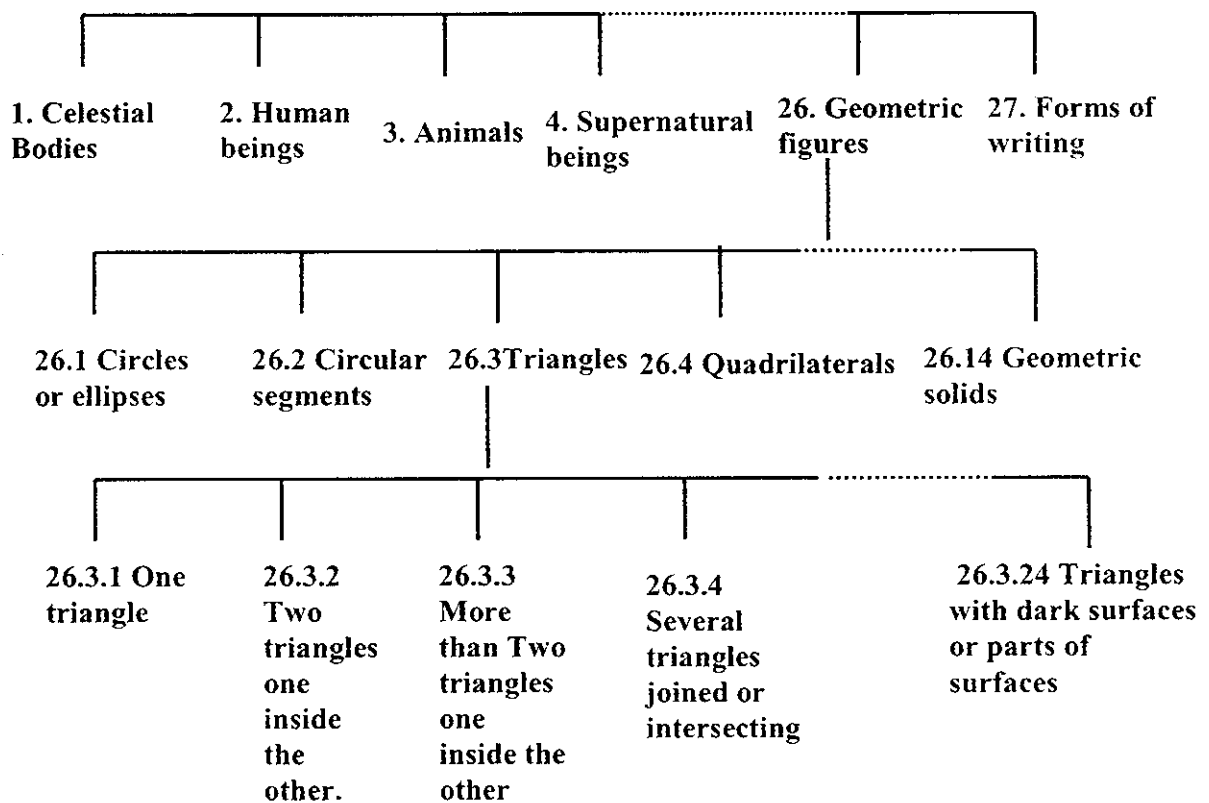 1. Celestial
Bodies
2. Human
beings
3. Animals
4. Supernatural
beings
26. Geometric
figures
27. Forms of
writing
26.1 Circles
or ellipses
26.2 Circular
segments
26.3Triangles
26.4 Quadrilaterals
26.14 Geometric
solids
26.3.1 One
triangle
26.3.2
Two
triangles
one
inside
the
other.
26.3.3
More
than Two
triangles
one
inside the
other
26.3.4
Several
triangles
joined or
intersecting
26.3.24 Triangles
with dark surfaces
or parts of
surfaces